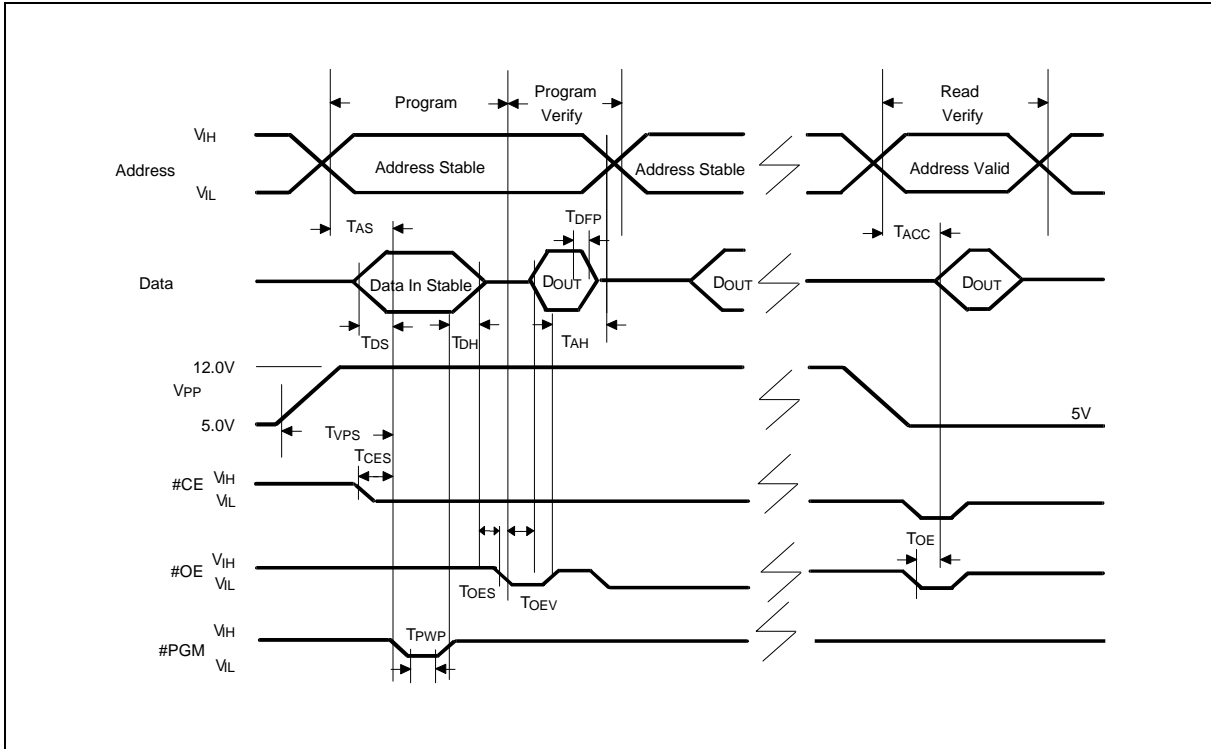 Program
Program
Verify
Read
Verify
VIH
Address
VIL
Address Stable
Address Stable
Address Valid
TAS
TDFP
TACC
Data
Data In Stable
DOUT
DOUT
DOUT
TDS
TDH
TAH
12.0V
VPP
5.0V
5V
TVPS
TCES
#CE
VIH
VIL
TOE
#OE
VIH
VIL
TOES
TOEV
#PGM
VIH
VIL
TPWP